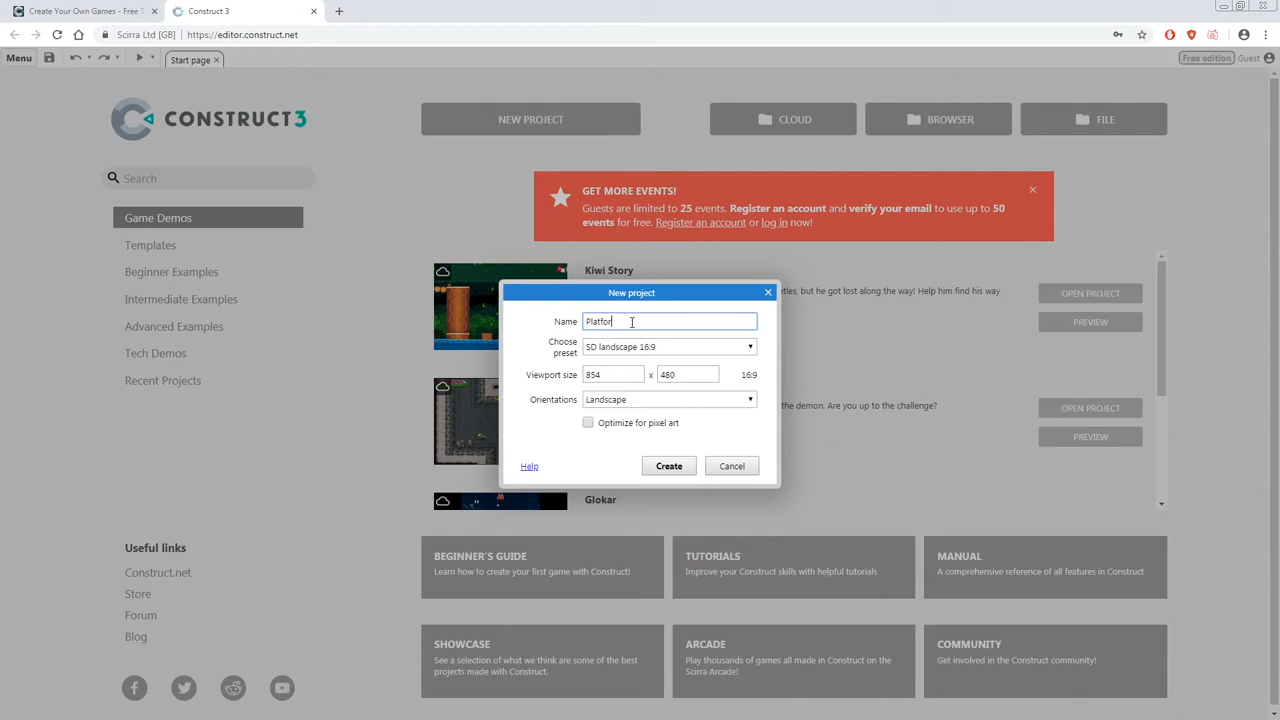 Create Your Own Games - Free T
Construct 3
Scirra Ltd [GB]
https://editor.construct.net
Menu
Start page
Free edition
Guest
CONSTRUCT 3
NEW PROJECT
CLOUD
BROWSER
FILE
Search
GET MORE EVENTS!
Guests are limited to 25 events. Register an account and verify your email to use up to 50
events for free. Register an account or log in now!
Game Demos
Templates
Beginner Examples
Intermediate Examples
Advanced Examples
Tech Demos
Recent Projects
Kiwi Story
etles, but he got lost along the way! Help him find his way
OPEN PROJECT
PREVIEW
New project
Name
Platfor
Choose
preset
SD landscape 16:9
Viewport size
854
x
480
16:9
Orientations
Landscape
Optimize for pixel art
Help
Create
Cancel
the demon. Are you up to the challenge?
OPEN PROJECT
PREVIEW
Glokar
Useful links
Construct.net
Store
Forum
Blog
BEGINNER'S GUIDE
Learn how to create your first game with Construct!
TUTORIALS
Improve your Construct skills with helpful tutorials
MANUAL
A comprehensive reference of all features in Construct
SHOWCASE
See a selection of what we think are some of the best
projects made with Construct.
ARCADE
Play thousands of games all made in Construct on the
Scirra Arcade!
COMMUNITY
Get involved in the Construct community!